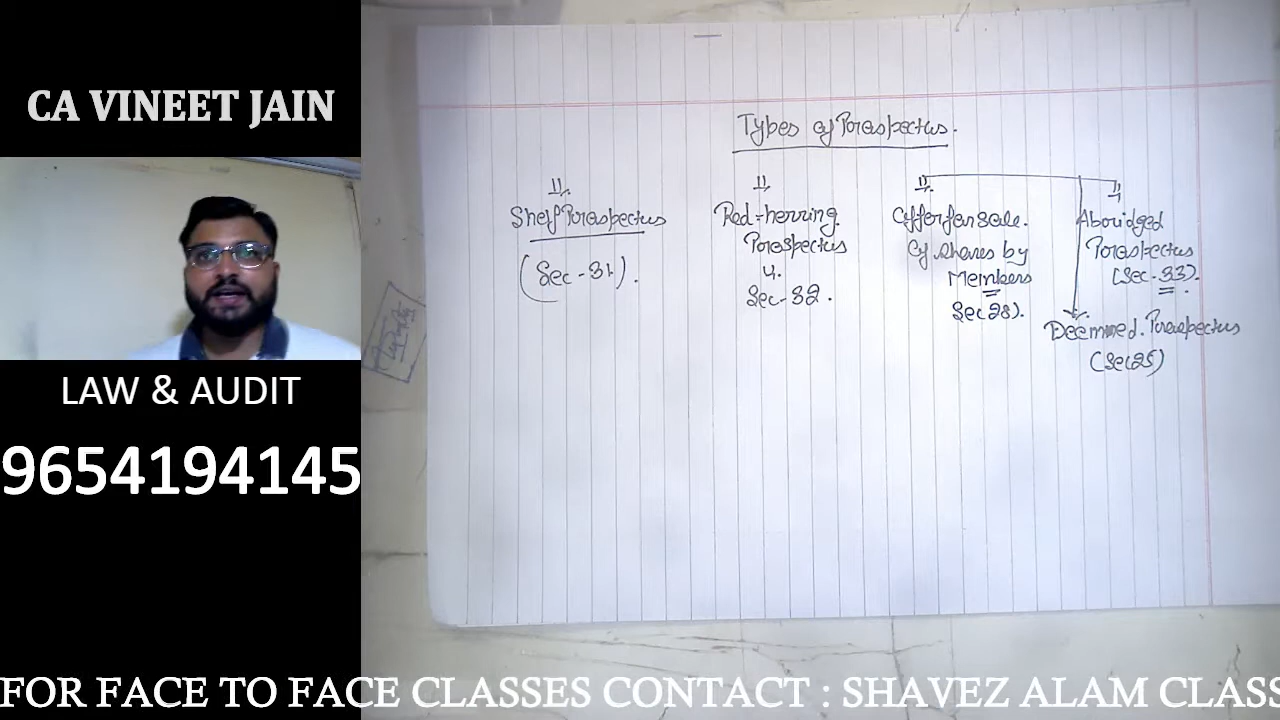 CA VINEET JAIN
LAW & AUDIT
9654194145
Types of Prospectus.
Shelf Prospectus
(Sec-31).
Red-herring
Prospectus
Sec-32.
Offer for sale.
Of shares by
Members
Sec 28).
Abridged
Prospectus
(Sec-33).
Deemmed. Prospectus
(Sec 25)
FOR FACE TO FACE CLASSES CONTACT : SHAVEZ ALAM CLASS